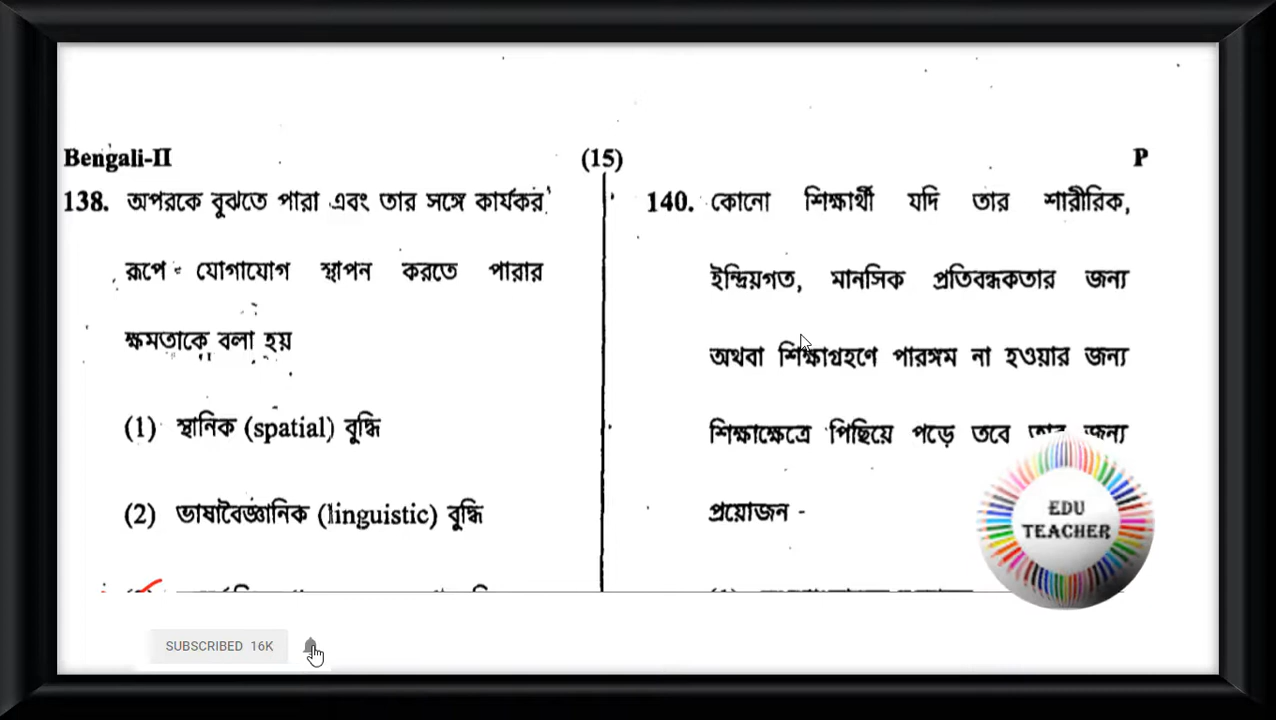 Bengali-II
(15)
P
138. অপরকে বুঝতে পারা এবং তার সঙ্গে কার্যকর
রূপে যোগাযোগ স্থাপন করতে পারার
ক্ষমতাকে বলা হয়
(1) স্থানিক (spatial) বুদ্ধি
(2) ভাষাবৈজ্ঞানিক (linguistic) বুদ্ধি
140. কোনো শিক্ষার্থী যদি তার শারীরিক,
ইন্দ্রিয়গত, মানসিক প্রতিবন্ধকতার জন্য
অথবা শিক্ষাগ্রহণে পারঙ্গম না হওয়ার জন্য
শিক্ষাক্ষেত্রে পিছিয়ে পড়ে তবে তার জন্য
প্রয়োজন -
EDU
TEACHER
SUBSCRIBED 16K